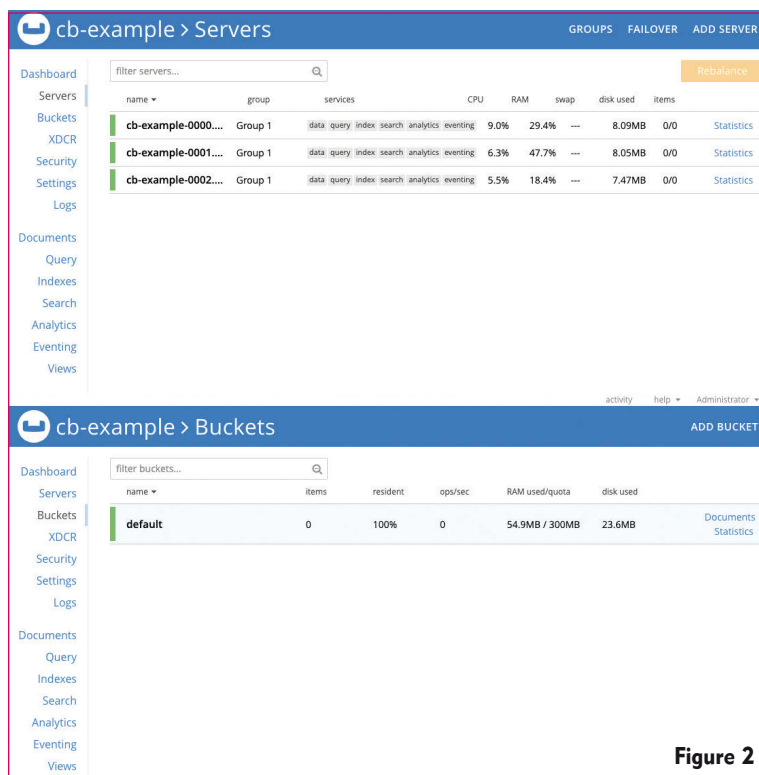 cb-example > Servers
GROUPS FAILOVER ADD SERVER
Dashboard
Servers
Buckets
XDCR
Security
Settings
Logs
Documents
Query
Indexes
Search
Analytics
Eventing
Views
filter servers...
Rebalance
name group services CPU RAM swap disk used items
cb-example-0000.... Group 1 data query index search analytics eventing 9.0% 29.4% --- 8.09MB 0/0 Statistics
cb-example-0001.... Group 1 data query index search analytics eventing 6.3% 47.7% --- 8.05MB 0/0 Statistics
cb-example-0002.... Group 1 data query index search analytics eventing 5.5% 18.4% --- 7.47MB 0/0 Statistics
activity help Administrator
cb-example > Buckets
ADD BUCKET
Dashboard
Servers
Buckets
XDCR
Security
Settings
Logs
Documents
Query
Indexes
Search
Analytics
Eventing
Views
filter buckets...
name items resident ops/sec RAM used/quota disk used
default 0 100% 0 54.9MB / 300MB 23.6MB Documents
Statistics
Figure 2